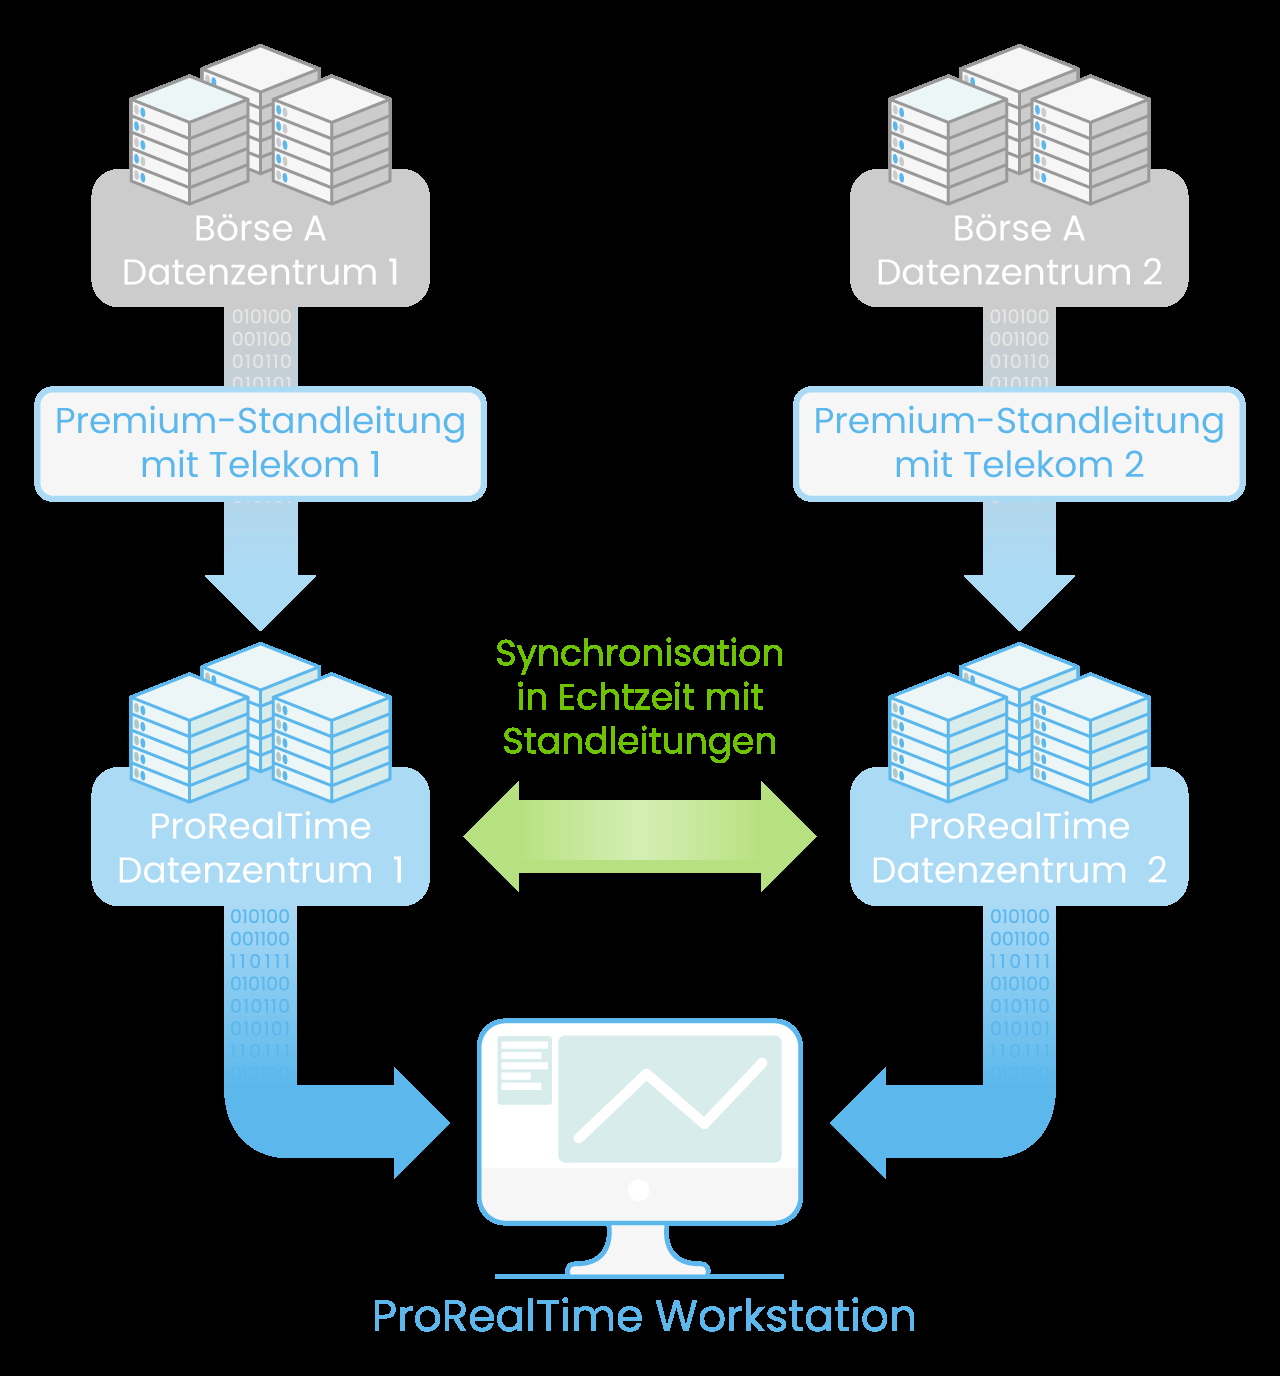 Börse A
Datenzentrum 1
010100
001100
010110
010101
Premium-Standleitung
mit Telekom 1
Börse A
Datenzentrum 2
010100
001100
010110
010101
Premium-Standleitung
mit Telekom 2
Synchronisation
in Echtzeit mit
Standleitungen
ProRealTime
Datenzentrum 1
010100
001100
110111
010100
010110
010101
110111
010100
ProRealTime
Datenzentrum 2
010100
001100
110111
010100
010110
010101
110111
010100
ProRealTime Workstation